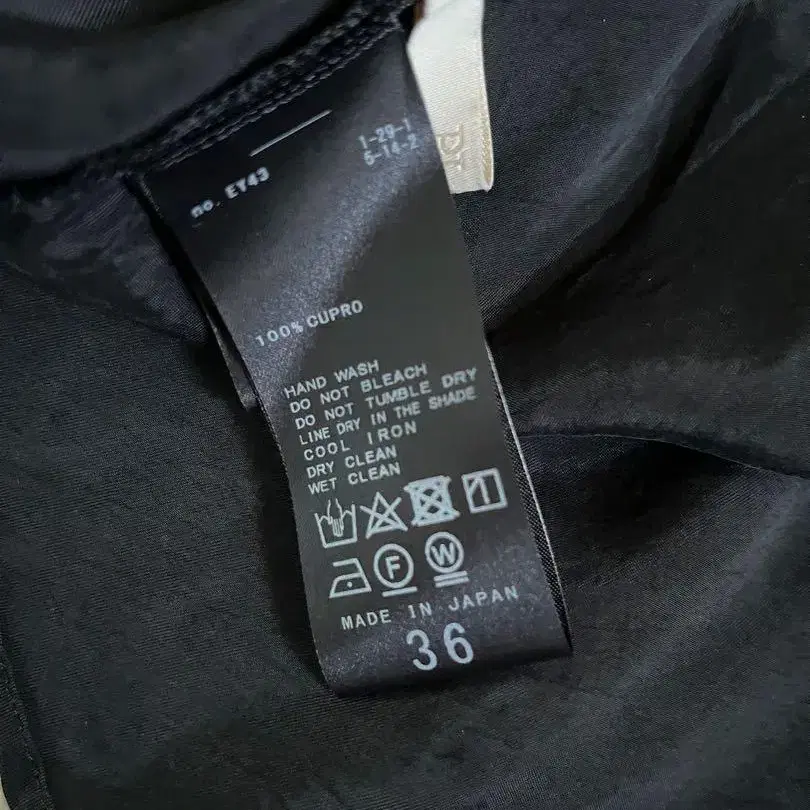 1-29-1
6-14-2
no. EY43
100% CUPRO
HAND WASH
DO NOT BLEACH
DO NOT TUMBLE DRY
LINE DRY IN THE SHADE
COOL IRON
DRY CLEAN
WET CLEAN
F
W
MADE IN JAPAN
36